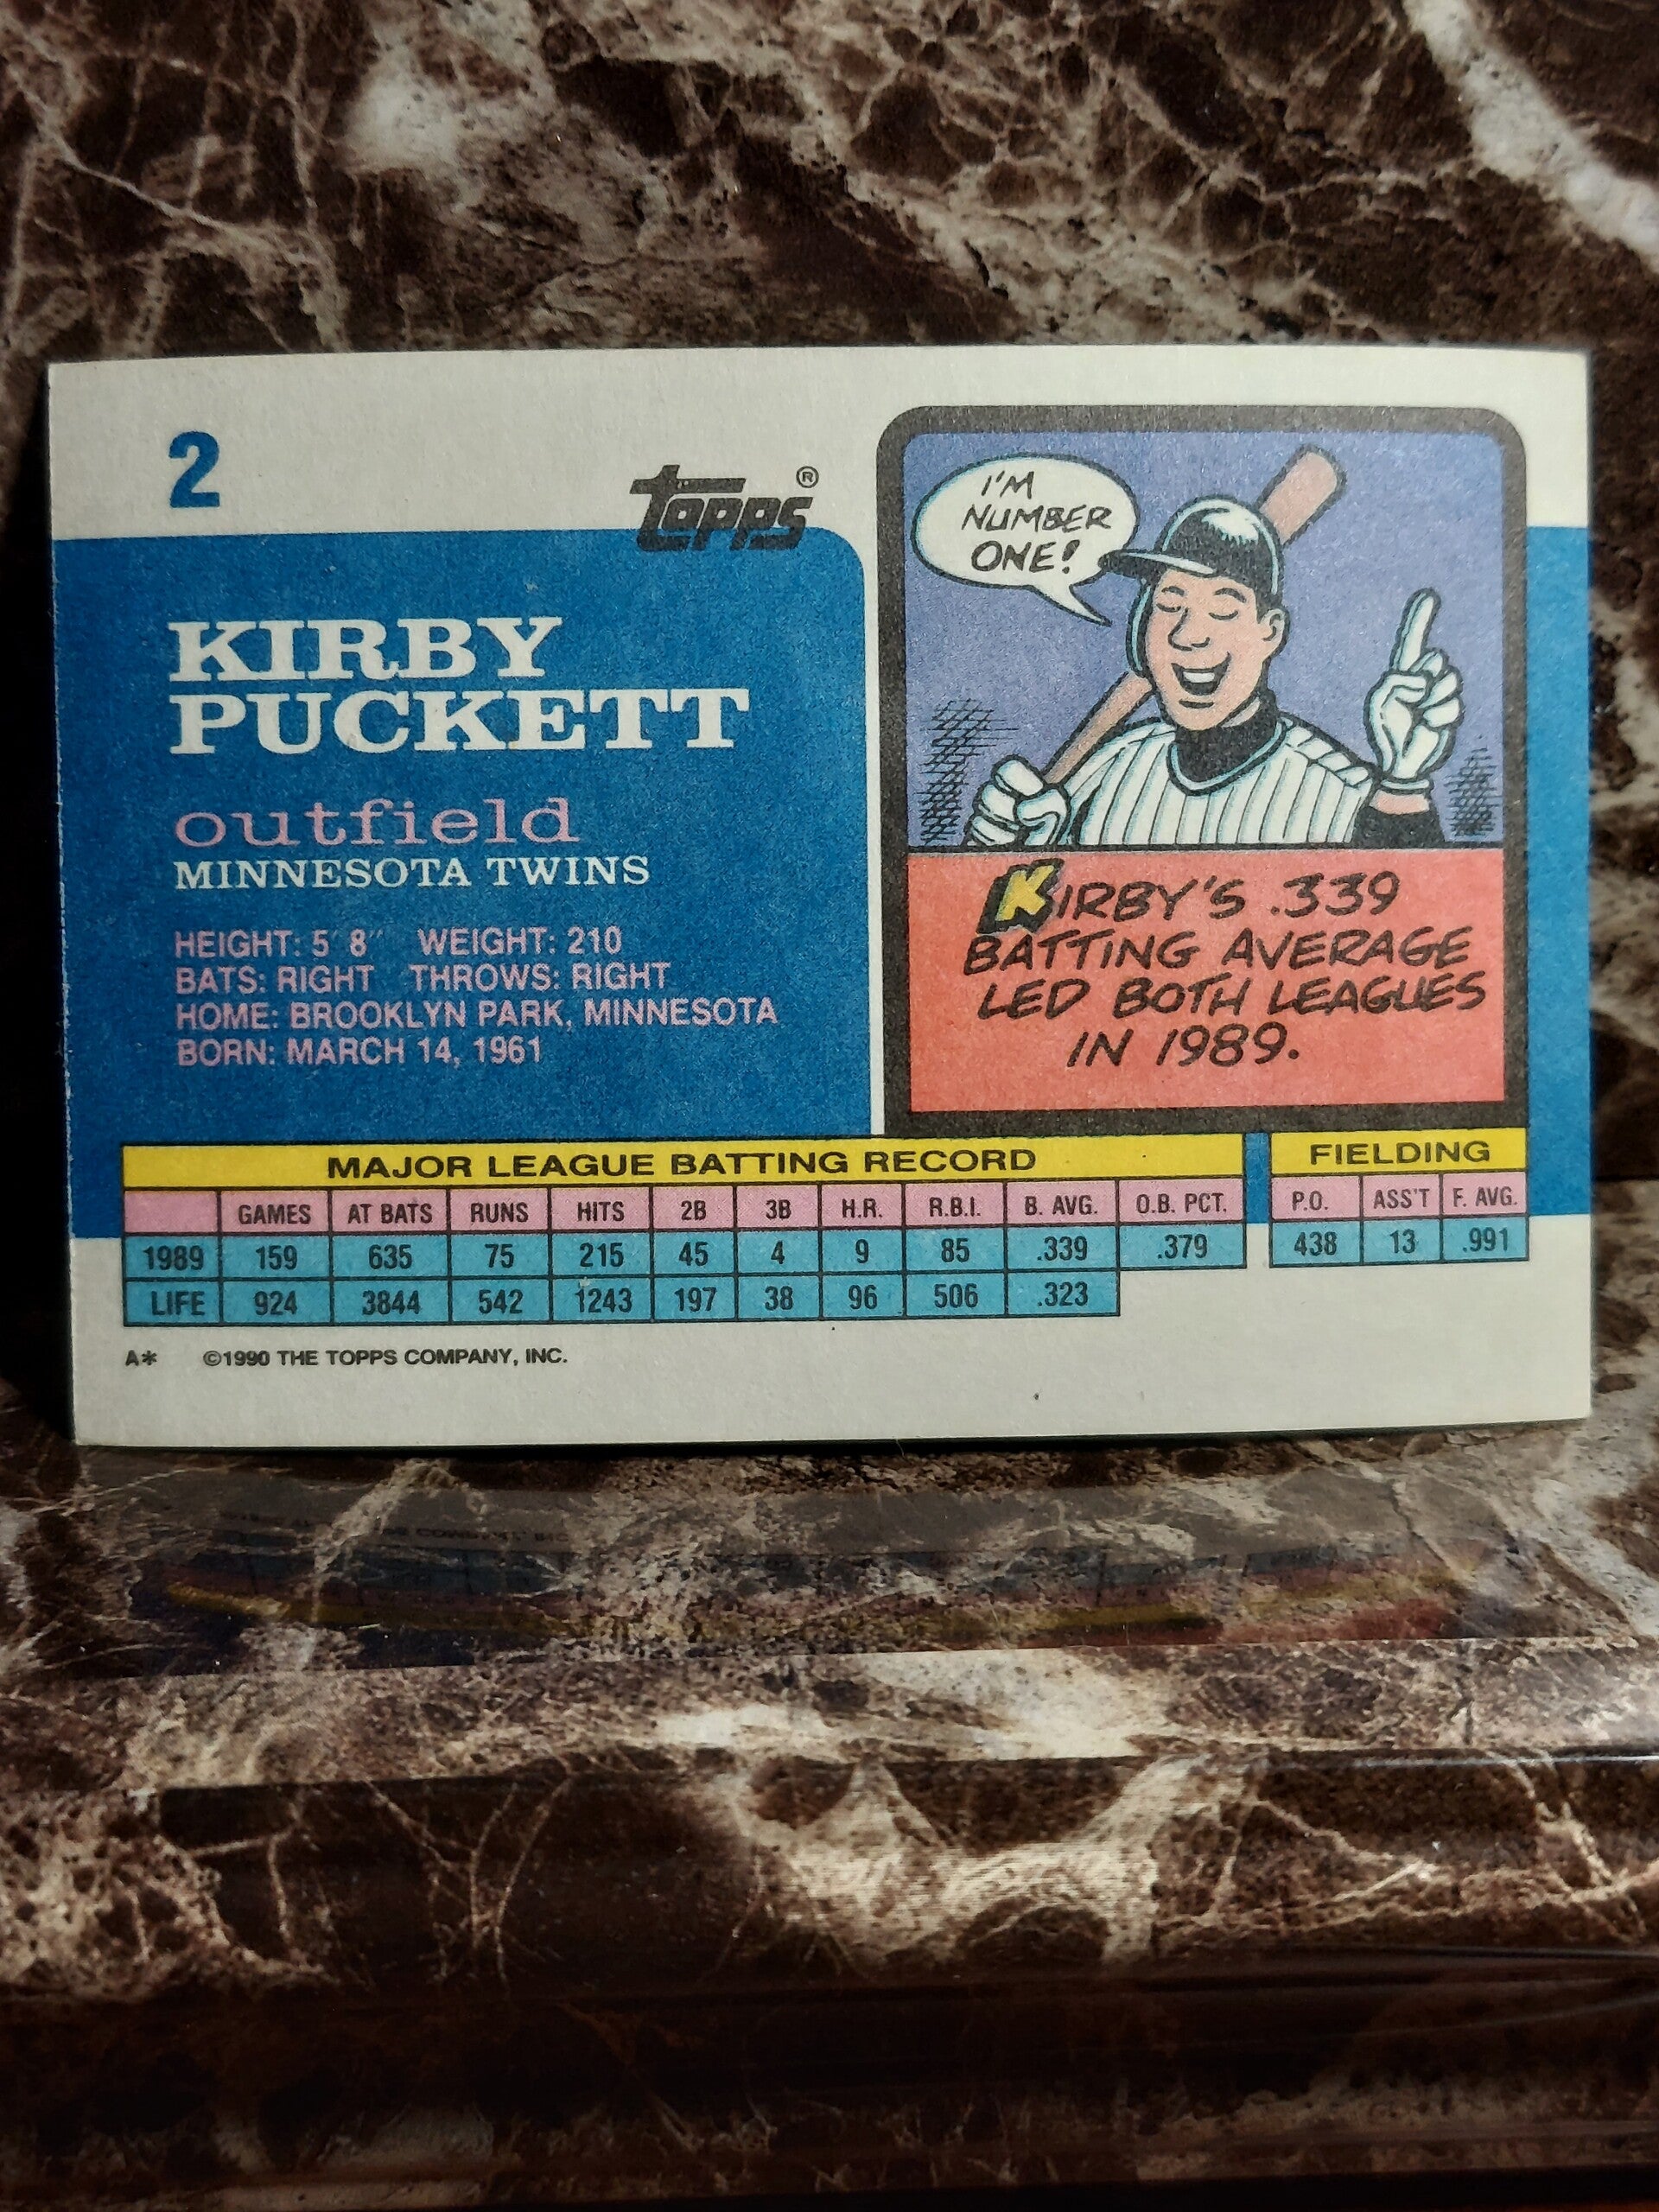 2
topps®
KIRBY
PUCKETT
outfield
MINNESOTA TWINS
HEIGHT: 5' 8" WEIGHT: 210
BATS: RIGHT THROWS: RIGHT
HOME: BROOKLYN PARK, MINNESOTA
BORN: MARCH 14, 1961
I'M
NUMBER
ONE!
KIRBY'S .339
BATTING AVERAGE
LED BOTH LEAGUES
IN 1989.
MAJOR LEAGUE BATTING RECORD FIELDING
GAMES AT BATS RUNS HITS 2B 3B H.R. R.B.I. B. AVG. O.B. PCT. P.O. ASS'T F. AVG.
1989 159 635 75 215 45 4 9 85 .339 .379 438 13 .991
LIFE 924 3844 542 1243 197 38 96 506 .323
A* ©1990 THE TOPPS COMPANY, INC.